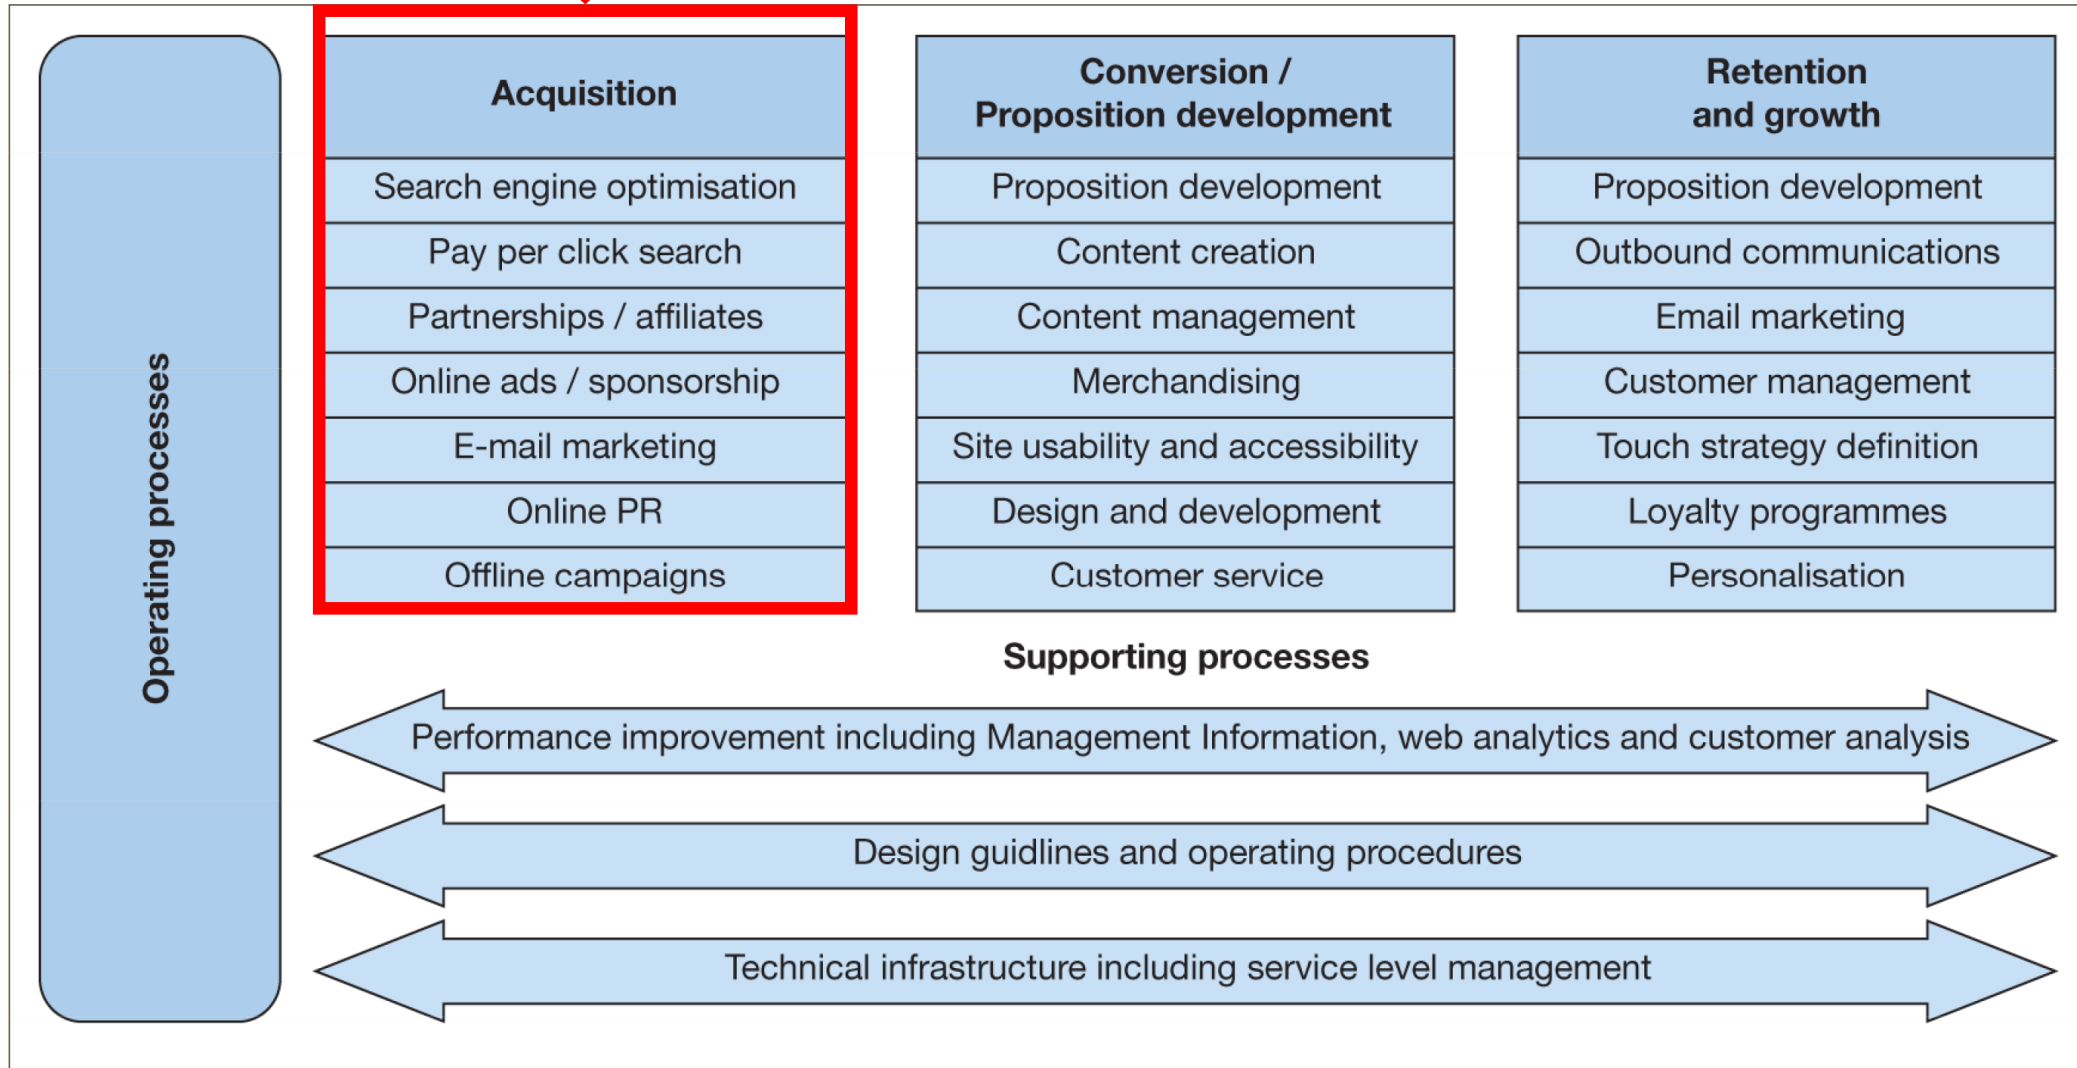 Operating processes
Acquisition
Search engine optimisation
Pay per click search
Partnerships / affiliates
Online ads / sponsorship
E-mail marketing
Online PR
Offline campaigns
Conversion /
Proposition development
Proposition development
Content creation
Content management
Merchandising
Site usability and accessibility
Design and development
Customer service
Retention
and growth
Proposition development
Outbound communications
Email marketing
Customer management
Touch strategy definition
Loyalty programmes
Personalisation
Supporting processes
Performance improvement including Management Information, web analytics and customer analysis
Design guidlines and operating procedures
Technical infrastructure including service level management